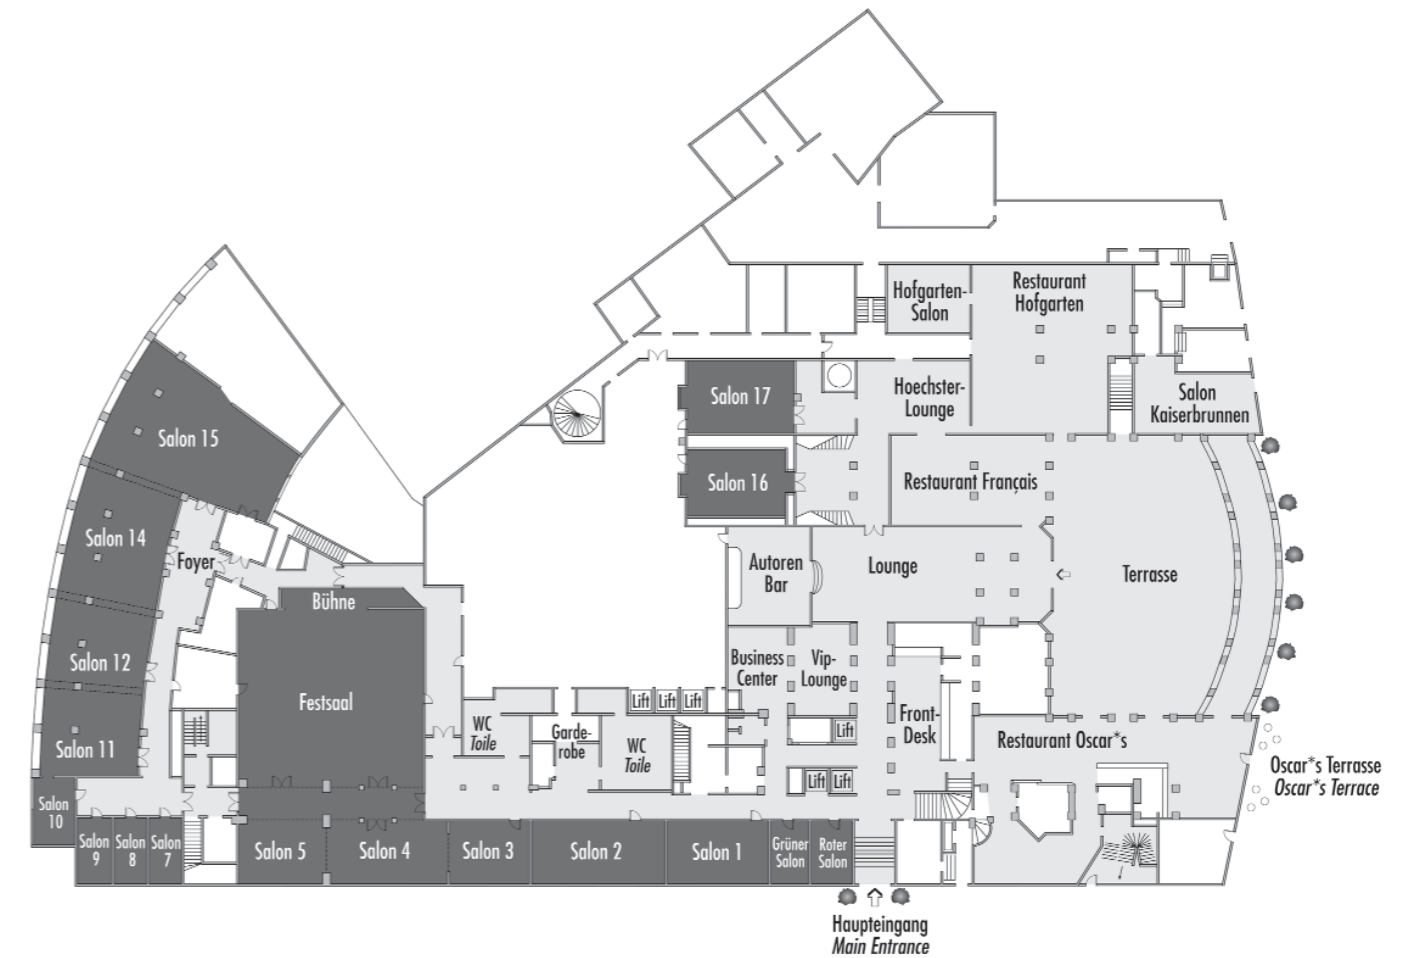 Hofgarten-
Salon
Restaurant
Hofgarten
Salon 17
Hoechster-
Lounge
Salon
Kaiserbrunnen
Salon 15
Salon 16
Restaurant Français
Salon 14
Foyer
Autoren
Bar
Lounge
Terrasse
Bühne
Salon 12
Festsaal
Business
Center
Vip-
Lounge
Lift
Lift
Lift
Salon 11
WC
Toile
Garde-
robe
WC
Toile
Lift
Front-
Desk
Restaurant Oscar*s
Oscar*s Terrasse
Oscar*s Terrace
Lift
Lift
Salon
10
Salon
9
Salon
8
Salon
7
Salon 5
Salon 4
Salon 3
Salon 2
Salon 1
Grüner
Salon
Roter
Salon
Haupteingang
Main Entrance